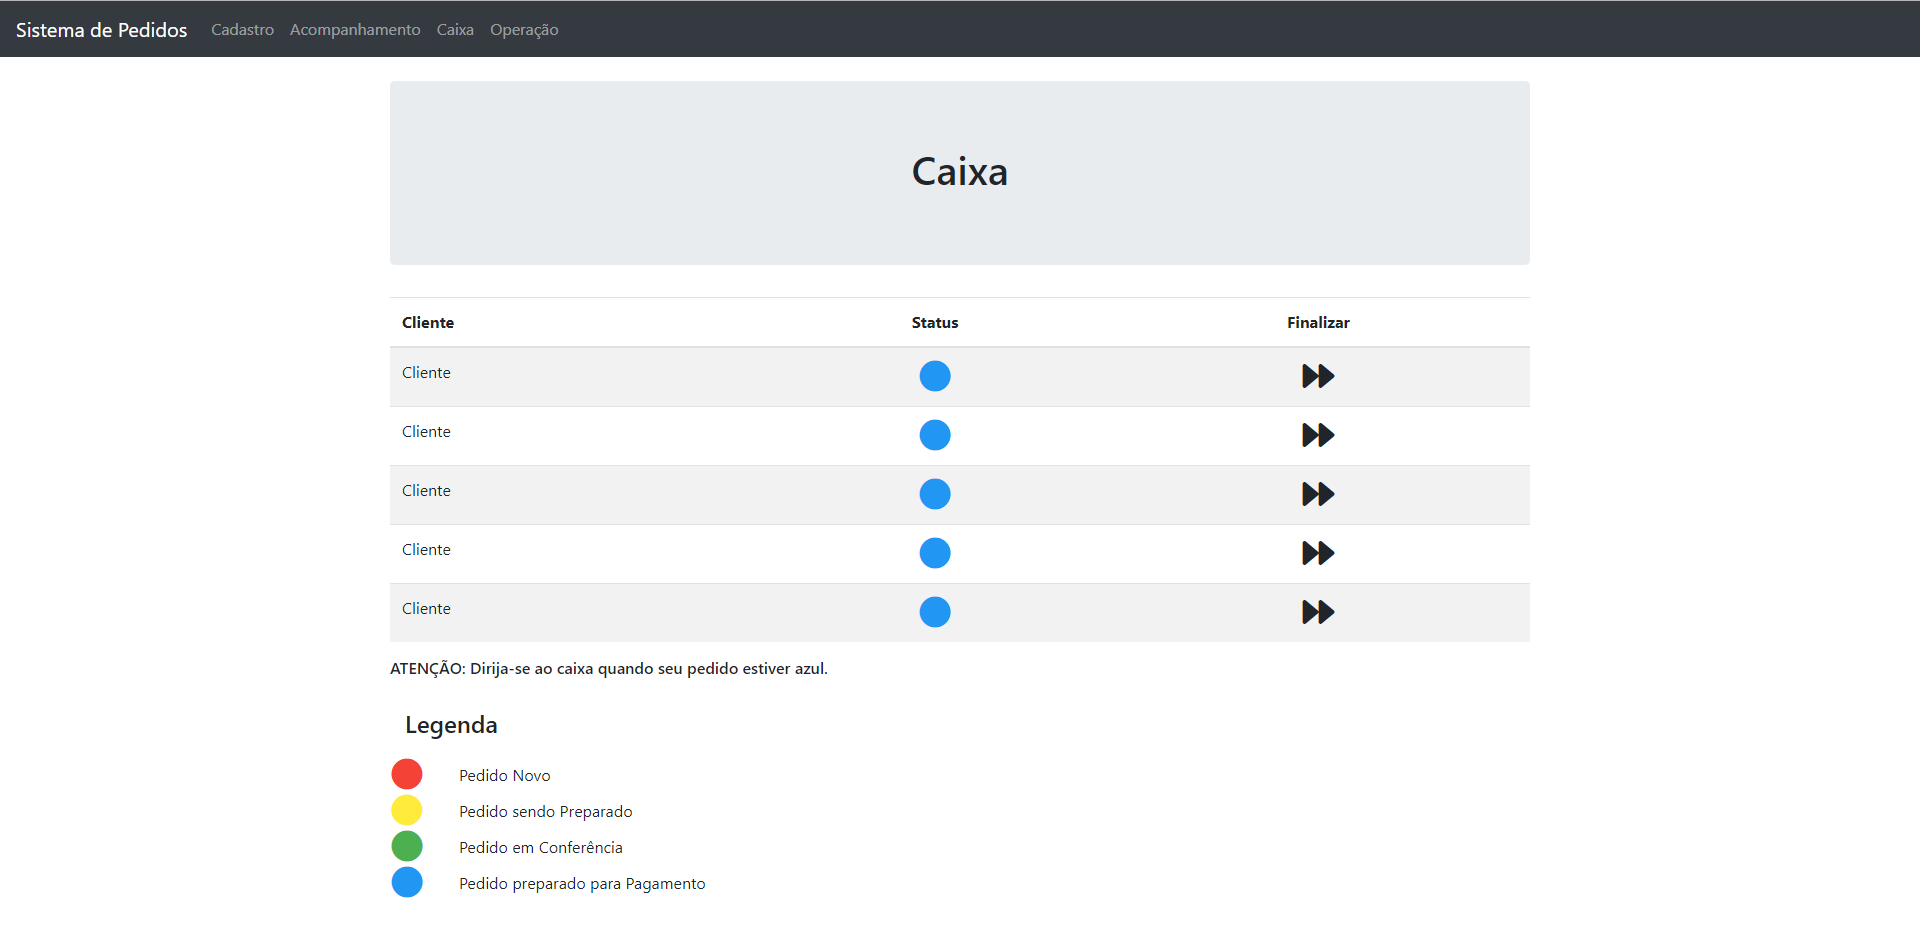 Sistema de Pedidos Cadastro Acompanhamento Caixa Operação
Caixa
Cliente Status Finalizar
Cliente
Cliente
Cliente
Cliente
Cliente
ATENÇÃO: Dirija-se ao caixa quando seu pedido estiver azul.
Legenda
Pedido Novo
Pedido sendo Preparado
Pedido em Conferência
Pedido preparado para Pagamento